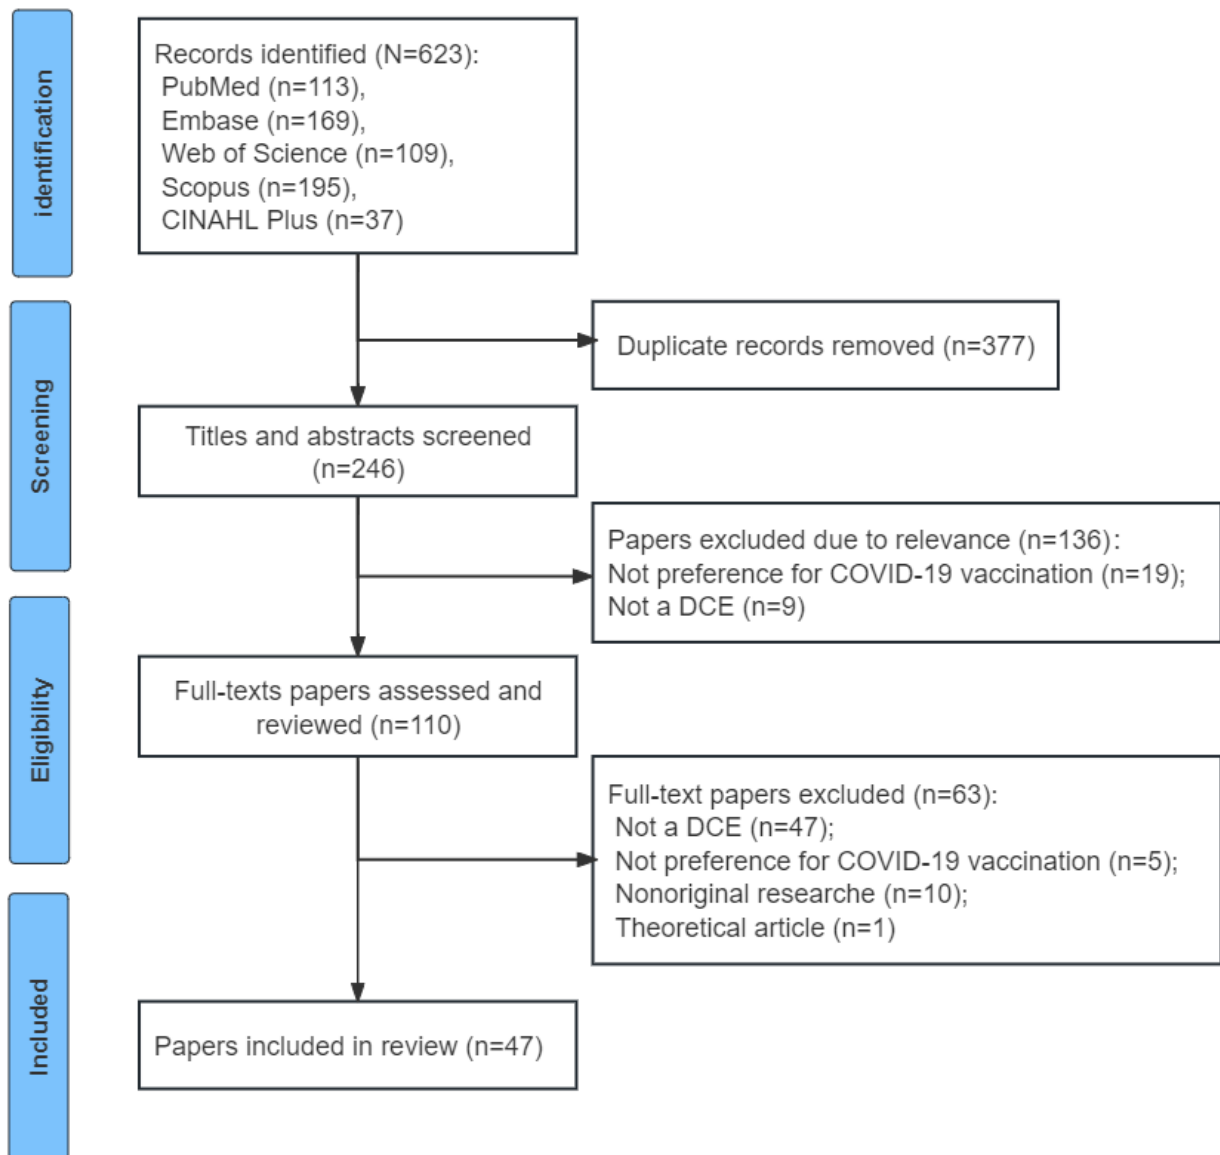 identification
Records identified (N=623):
PubMed (n=113),
Embase (n=169),
Web of Science (n=109),
Scopus (n=195),
CINAHL Plus (n=37)
Screening
Duplicate records removed (n=377)
Titles and abstracts screened
(n=246)
Papers excluded due to relevance (n=136):
Not preference for COVID-19 vaccination (n=19);
Not a DCE (n=9)
Eligibility
Full-texts papers assessed and
reviewed (n=110)
Full-text papers excluded (n=63):
Not a DCE (n=47);
Not preference for COVID-19 vaccination (n=5);
Nonoriginal researche (n=10);
Theoretical article (n=1)
Included
Papers included in review (n=47)